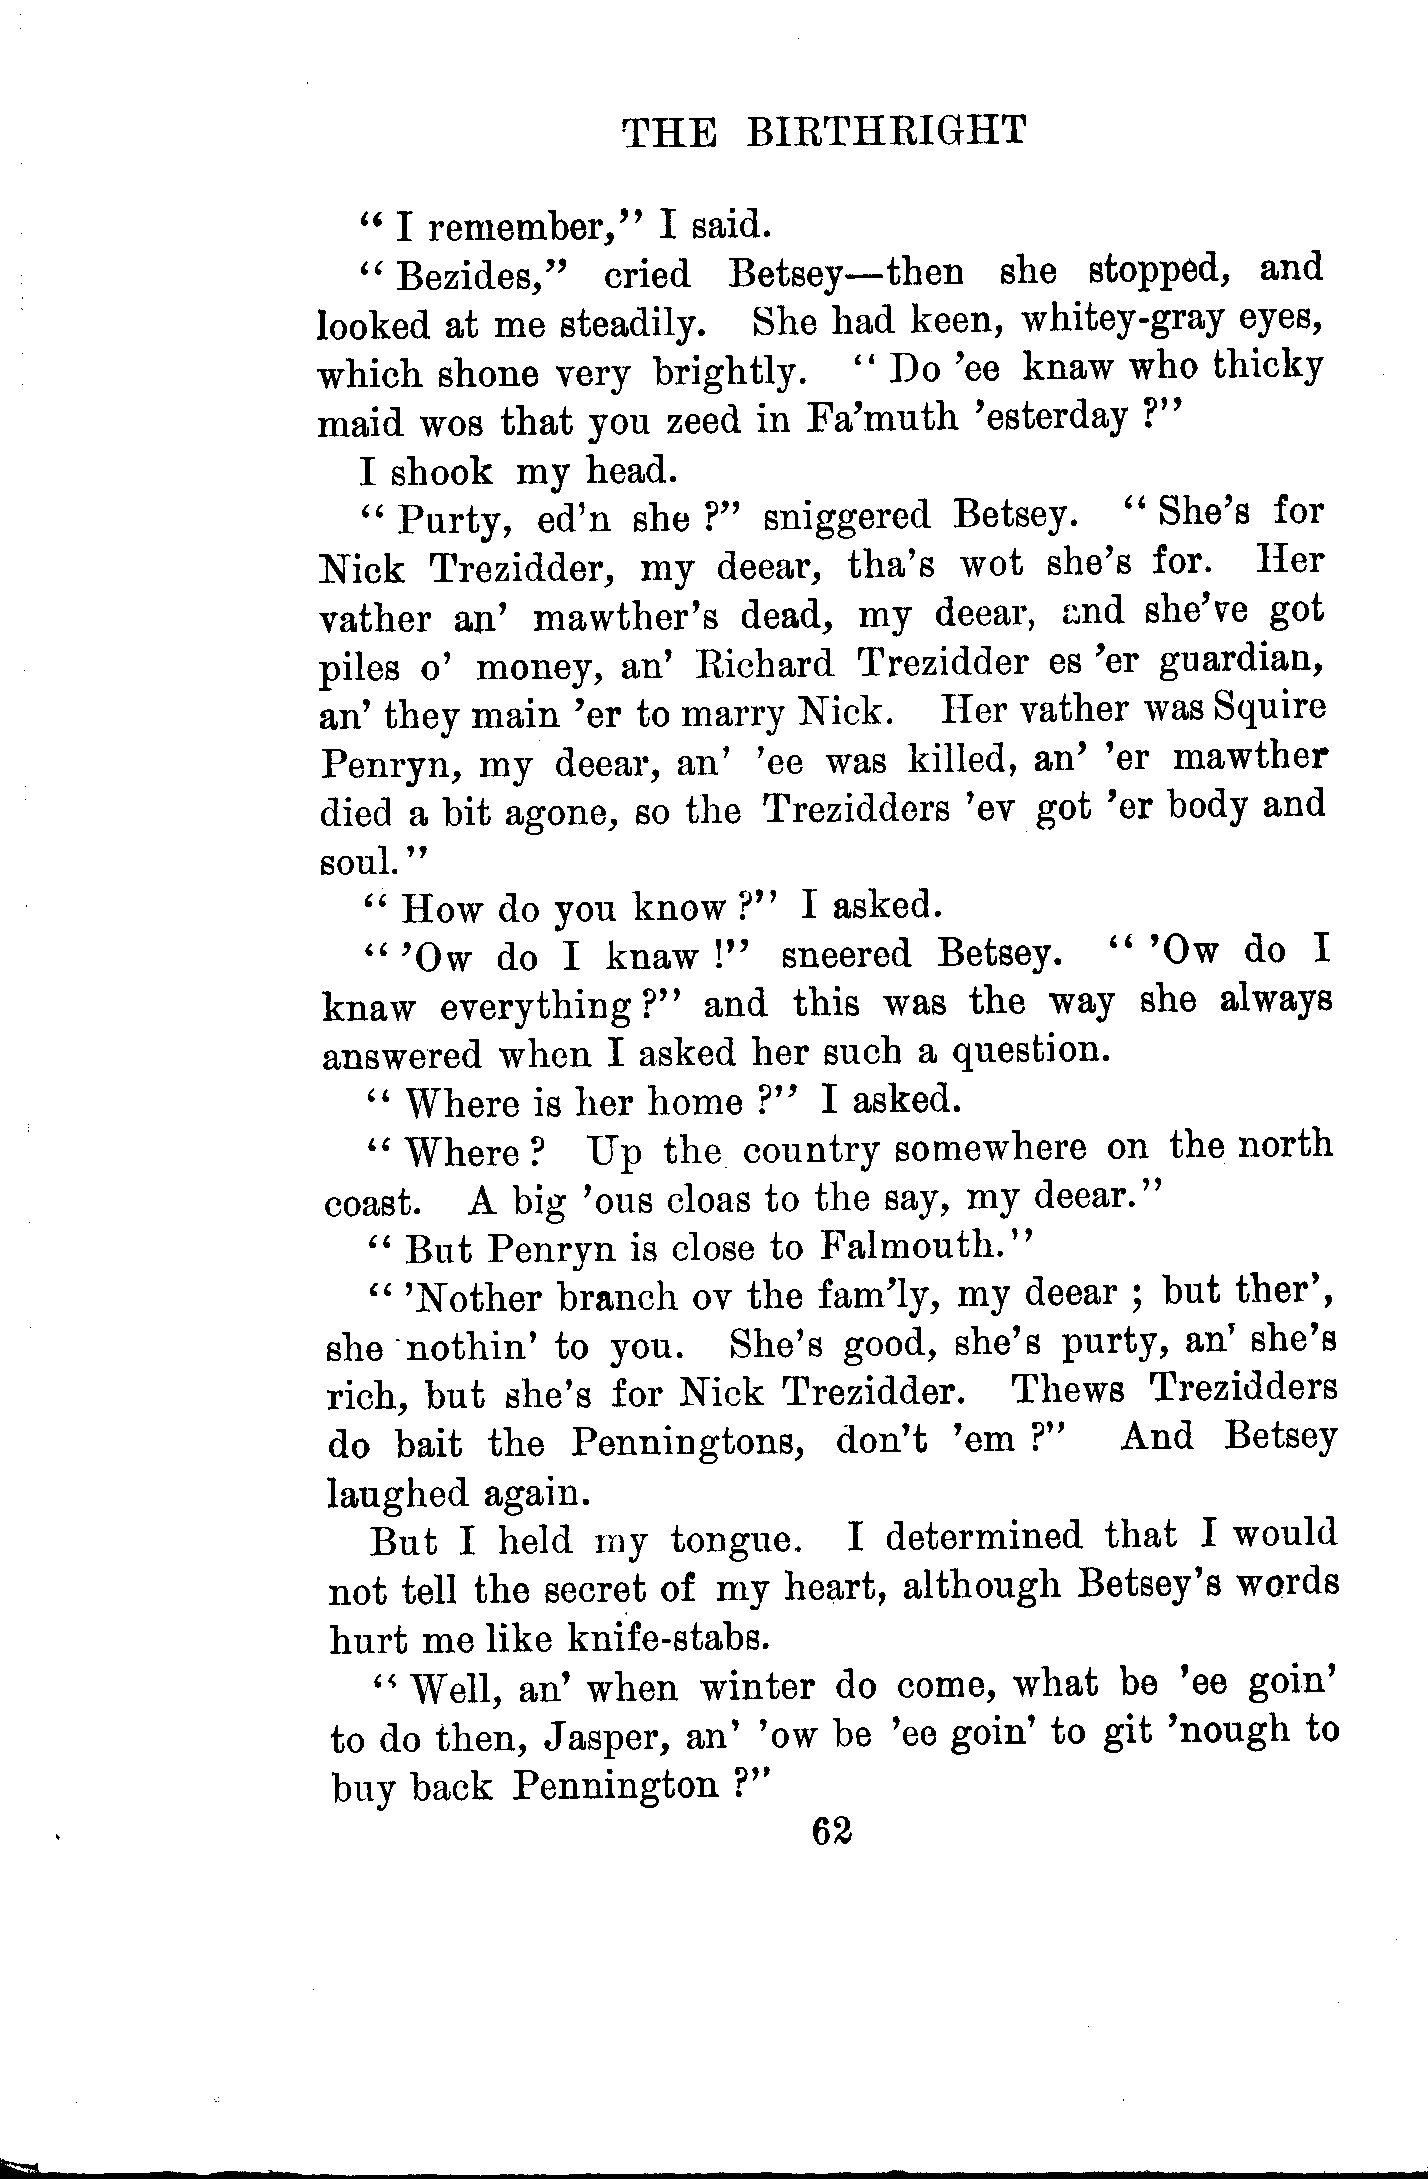 THE BIRTHRIGHT
" I remember," I said.
" Bezides," cried Betsey—then she stopped, and
looked at me steadily. She had keen, whitey-gray eyes,
which shone very brightly. " Do 'ee knaw who thicky
maid wos that you zeed in Fa'muth 'esterday ?"
I shook my head.
" Purty, ed'n she ?" sniggered Betsey. " She's for
Nick Trezidder, my deear, tha's wot she's for. Her
vather an' mawther's dead, my deear, and she've got
piles o' money, an' Richard Trezidder es 'er guardian,
an' they main 'er to marry Nick. Her vather was Squire
Penryn, my deear, an' 'ee was killed, an' 'er mawther
died a bit agone, so the Trezidders 'ev got 'er body and
soul."
" How do you know ?" I asked.
" 'Ow do I knaw !" sneered Betsey. " 'Ow do I
knaw everything ?" and this was the way she always
answered when I asked her such a question.
" Where is her home ?" I asked.
" Where ? Up the country somewhere on the north
coast. A big 'ous cloas to the say, my deear."
" But Penryn is close to Falmouth."
" 'Nother branch ov the fam'ly, my deear ; but ther',
she nothin' to you. She's good, she's purty, an' she's
rich, but she's for Nick Trezidder. Thews Trezidders
do bait the Penningtons, don't 'em ?" And Betsey
laughed again.
But I held my tongue. I determined that I would
not tell the secret of my heart, although Betsey's words
hurt me like knife-stabs.
" Well, an' when winter do come, what be 'ee goin'
to do then, Jasper, an' 'ow be 'ee goin' to git 'nough to
buy back Pennington ?"
62